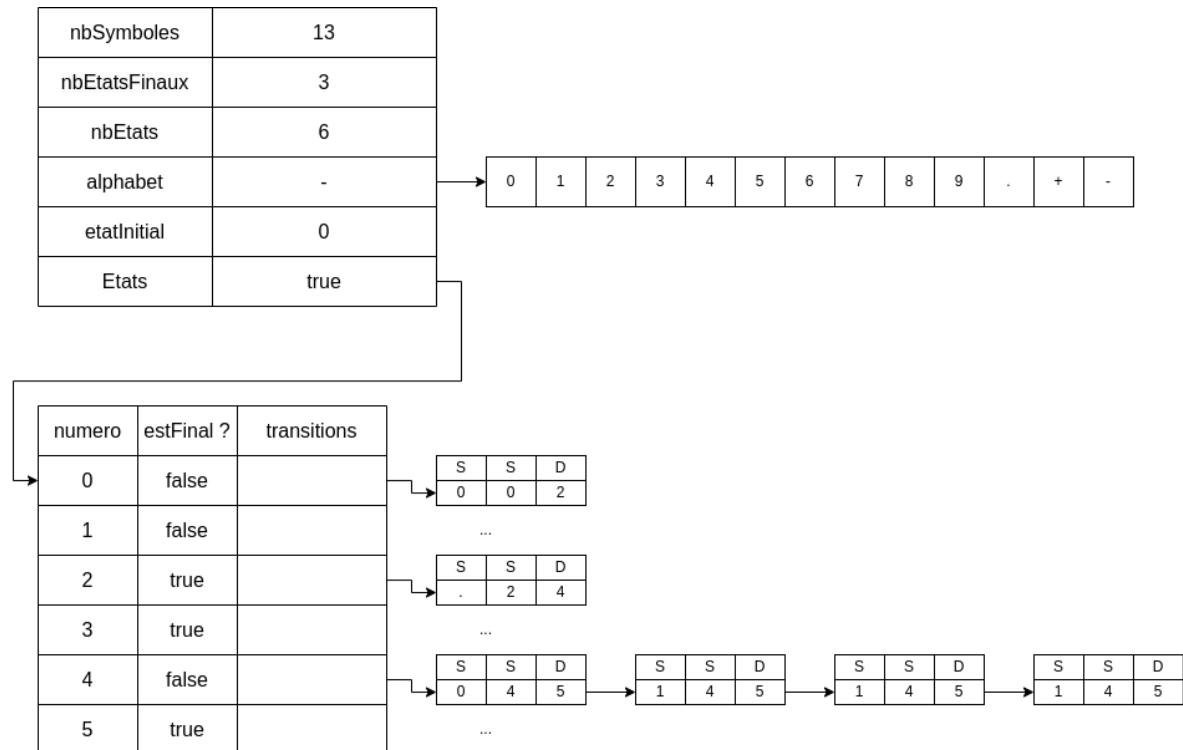 nbSymboles 13
nbEtatsFinaux 3
nbEtats 6
alphabet - 0 1 2 3 4 5 6 7 8 9 . + -
etatInitial 0
Etats true
numero estFinal ? transitions
S S D
0 false
0 0 2
1 false ...
S S D
2 true
. 2 4
3 true ...
S S D S S D S S D S S D
4 false
0 4 5 1 4 5 1 4 5 1 4 5
5 true ...